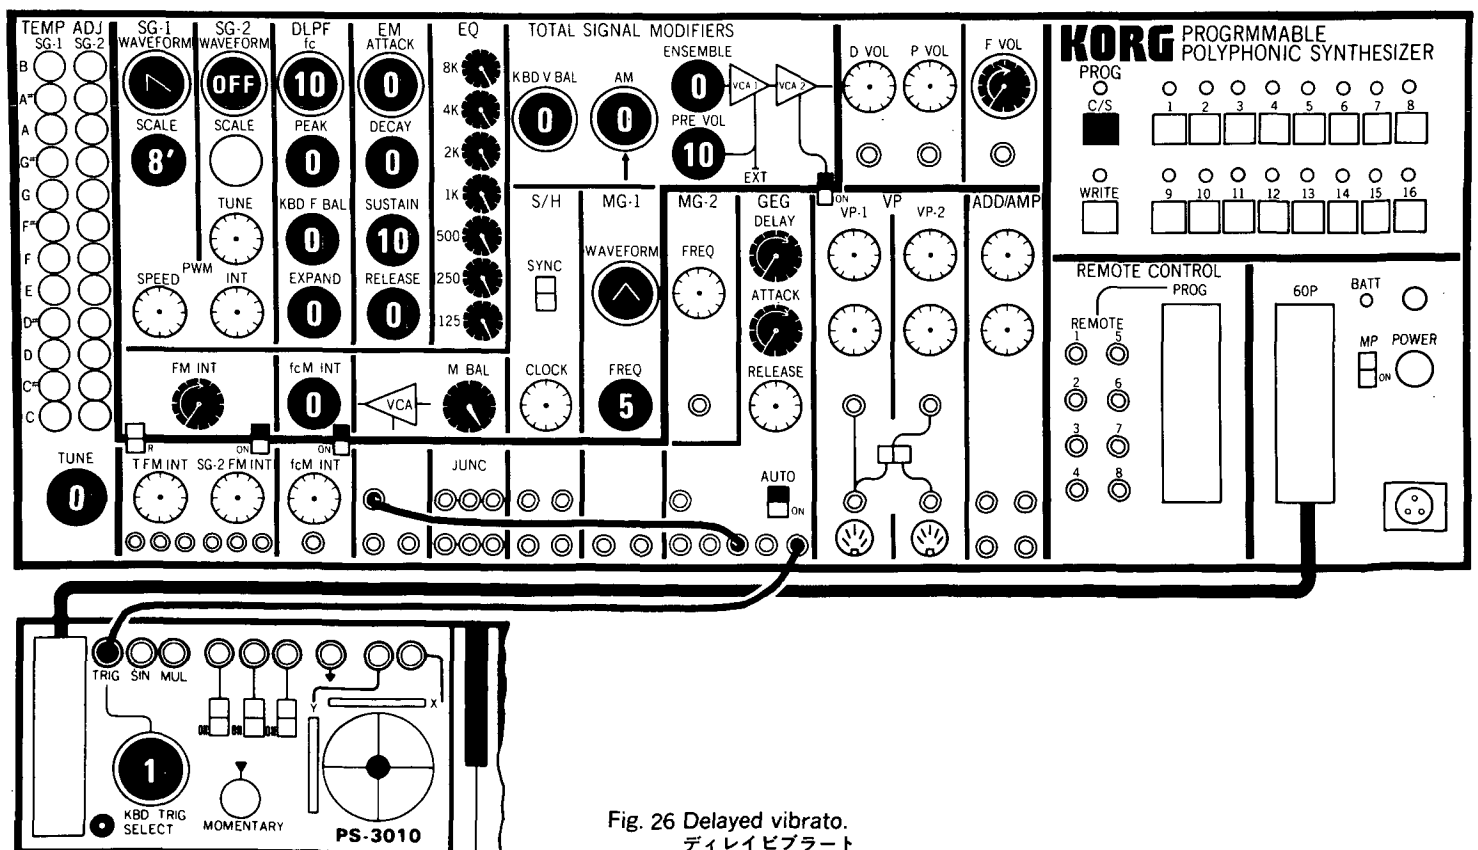 TEMP ADJ
SG-1 SG-2
B
A#
A
G#
G
F#
F
E
D#
D
C#
C
TUNE
0
SG-1
WAVEFORM
SCALE
8'
SG-2
WAVEFORM
OFF
SCALE
TUNE
PWM
SPEED
INT
DLPF
fc
10
PEAK
0
KBD F BAL
0
EXPAND
0
EM
ATTACK
0
DECAY
0
SUSTAIN
10
RELEASE
0
EQ
8K
4K
2K
1K
500
250
125
FM INT
fcM INT
0
VCA
M BAL
R
ON
ON
T FM INT
SG-2 FM INT
fcM INT
JUNC
TOTAL SIGNAL MODIFIERS
KBD V BAL
0
AM
0
ENSEMBLE
0
PRE VOL
10
VCA 1
VCA 2
EXT
ON
S/H
SYNC
CLOCK
MG-1
WAVEFORM
FREQ
5
MG-2
FREQ
GEG
DELAY
ATTACK
RELEASE
AUTO
ON
D VOL
P VOL
F VOL
VP
VP-1
VP-2
ADD/AMP
KORG PROGRMMABLE
POLYPHONIC SYNTHESIZER
PROG
C/S
1 2 3 4 5 6 7 8
WRITE
9 10 11 12 13 14 15 16
REMOTE CONTROL
PROG
REMOTE
1 5
2 6
3 7
4 8
60P
BATT
MP
ON
POWER
TRIG SIN MUL
Y
X
1
KBD TRIG
SELECT
MOMENTARY
PS-3010
Fig. 26 Delayed vibrato.
ディレイビブラート